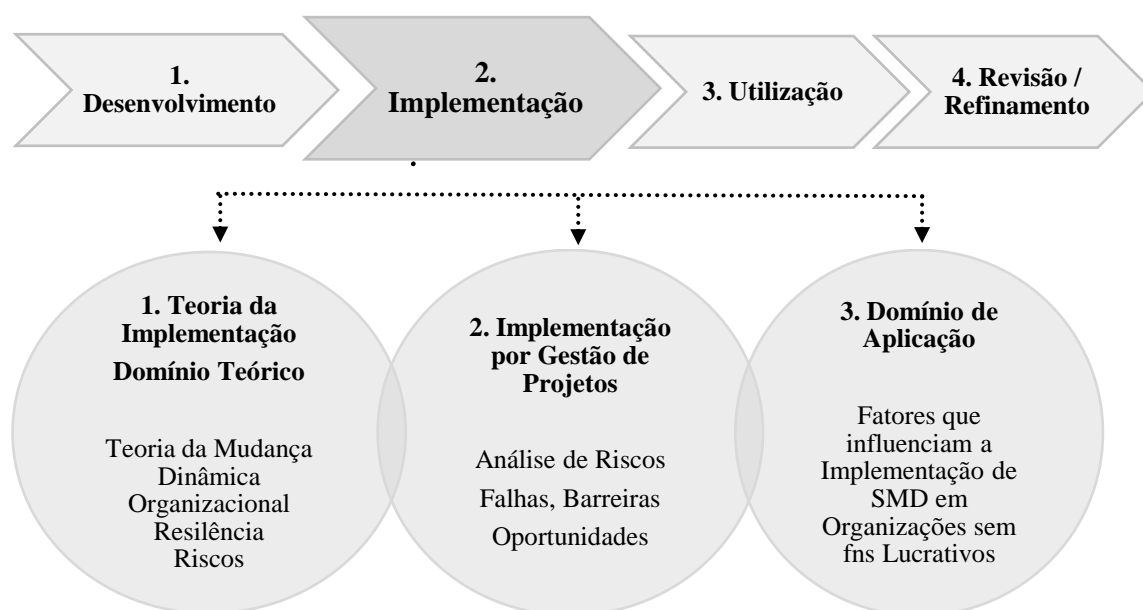 1.
Desenvolvimento
2.
Implementação
3. Utilização
4. Revisão /
Refinamento
1. Teoria da
Implementação
Domínio Teórico
Teoria da Mudança
Dinâmica
Organizacional
Resilência
Riscos
2. Implementação
por Gestão de
Projetos
Análise de Riscos
Falhas, Barreiras
Oportunidades
3. Domínio de
Aplicação
Fatores que
influenciam a
Implementação de
SMD em
Organizações sem
fns Lucrativos